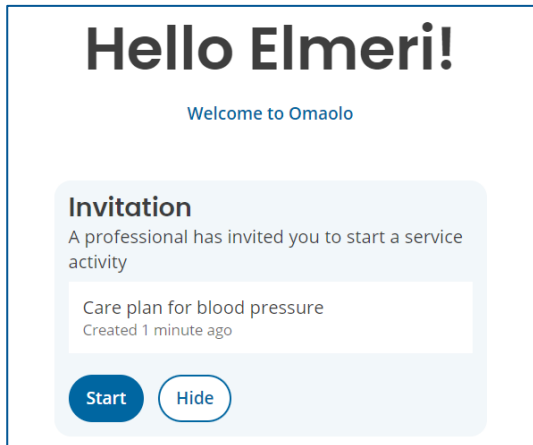 Hello Elmeri!
Welcome to Omaolo
Invitation
A professional has invited you to start a service
activity
Care plan for blood pressure
Created 1 minute ago
Start Hide